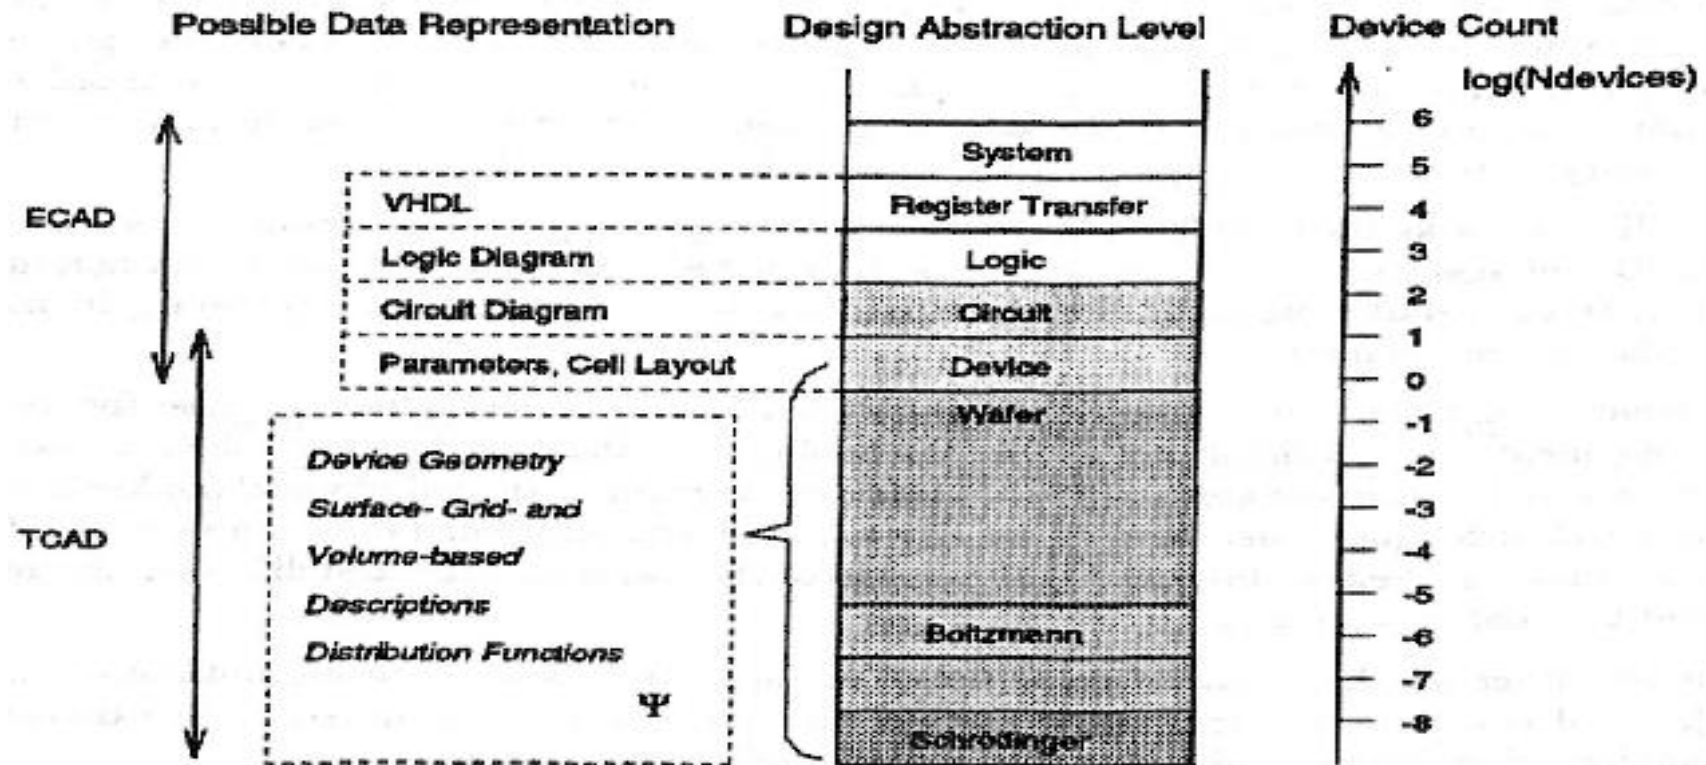 Possible Data Representation
Design Abstraction Level
Device Count
log(Ndevices)
ECAD
TCAD
VHDL
Logic Diagram
Circuit Diagram
Parameters, Cell Layout
Device Geometry
Surface- Grid- and
Volume-based
Descriptions
Distribution Functions
Ψ
System
Register Transfer
Logic
Circuit
Device
Wafer
Boltzmann
Schrödinger
6
5
4
3
2
1
0
-1
-2
-3
-4
-5
-6
-7
-8